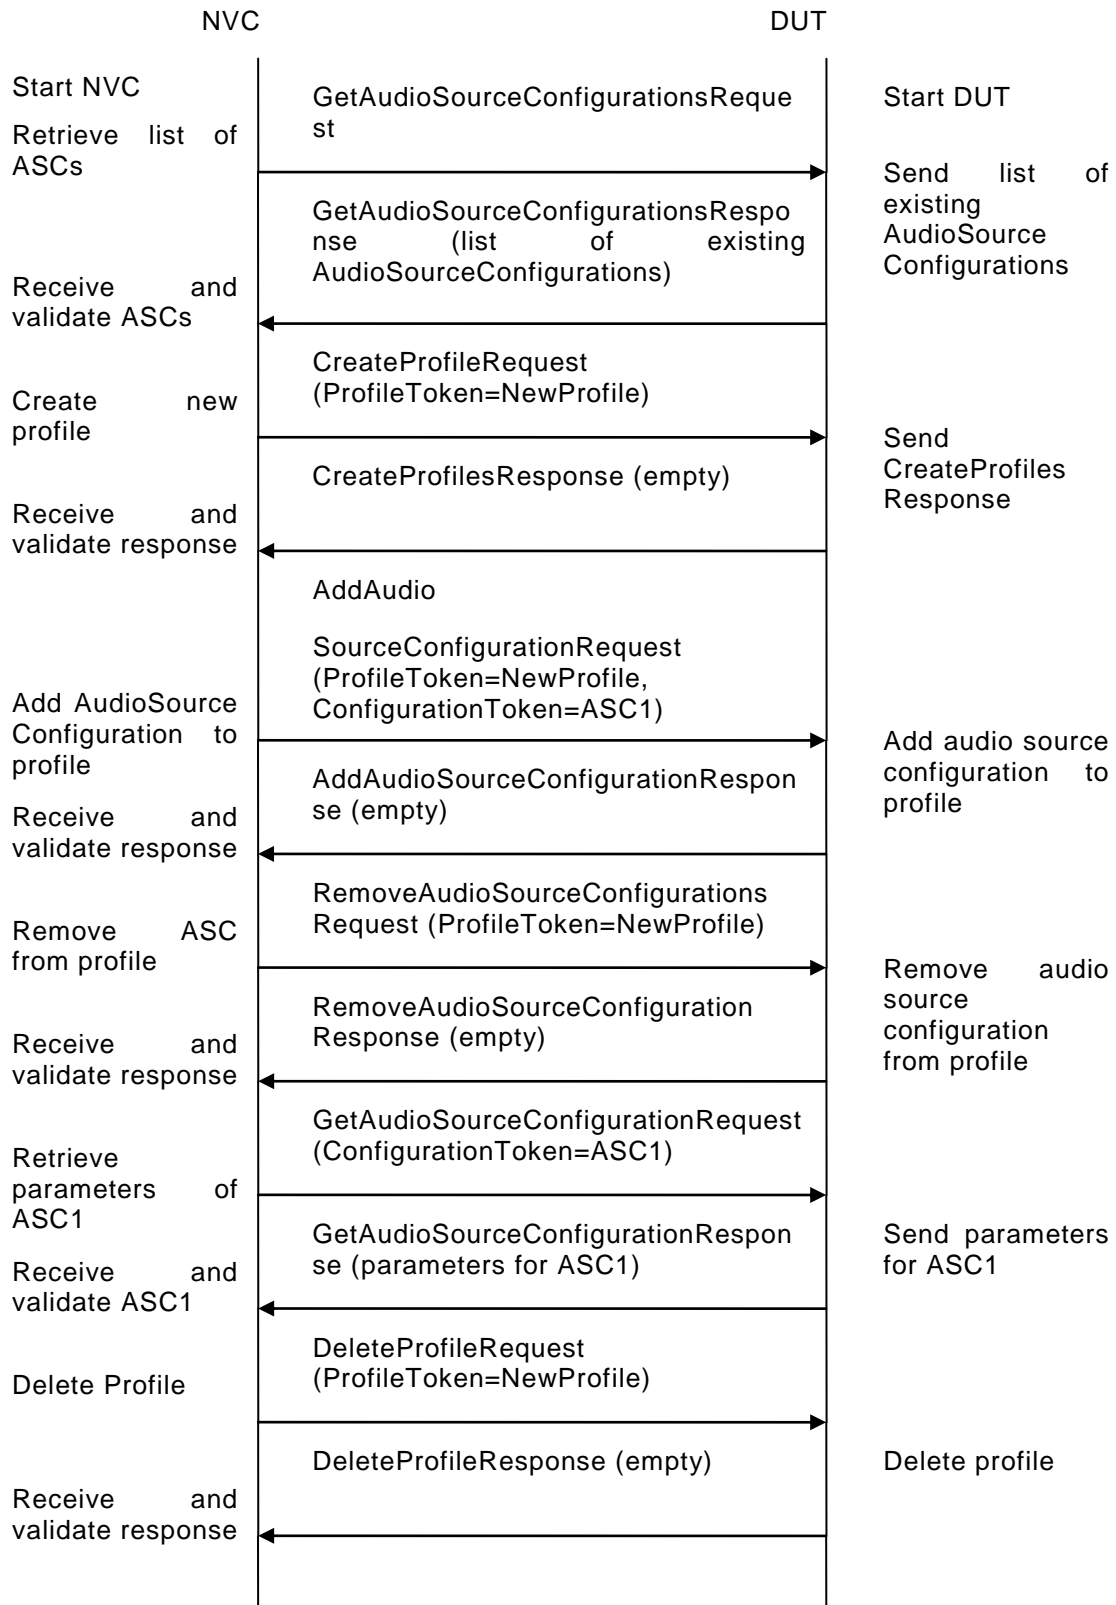 NVC
DUT
Start NVC
GetAudioSourceConfigurationsReque
st
Start DUT
Retrieve list of
ASCs
Send list of
existing
AudioSource
Configurations
GetAudioSourceConfigurationsRespo
nse (list of existing
AudioSourceConfigurations)
Receive and
validate ASCs
CreateProfileRequest
(ProfileToken=NewProfile)
Create new
profile
Send
CreateProfiles
Response
CreateProfilesResponse (empty)
Receive and
validate response
AddAudio
SourceConfigurationRequest
(ProfileToken=NewProfile,
ConfigurationToken=ASC1)
Add AudioSource
Configuration to
profile
Add audio source
configuration to
profile
AddAudioSourceConfigurationRespon
se (empty)
Receive and
validate response
RemoveAudioSourceConfigurations
Request (ProfileToken=NewProfile)
Remove ASC
from profile
Remove audio
source
configuration
from profile
RemoveAudioSourceConfiguration
Response (empty)
Receive and
validate response
GetAudioSourceConfigurationRequest
(ConfigurationToken=ASC1)
Retrieve
parameters of
ASC1
Send parameters
for ASC1
GetAudioSourceConfigurationRespon
se (parameters for ASC1)
Receive and
validate ASC1
DeleteProfileRequest
(ProfileToken=NewProfile)
Delete Profile
DeleteProfileResponse (empty)
Delete profile
Receive and
validate response